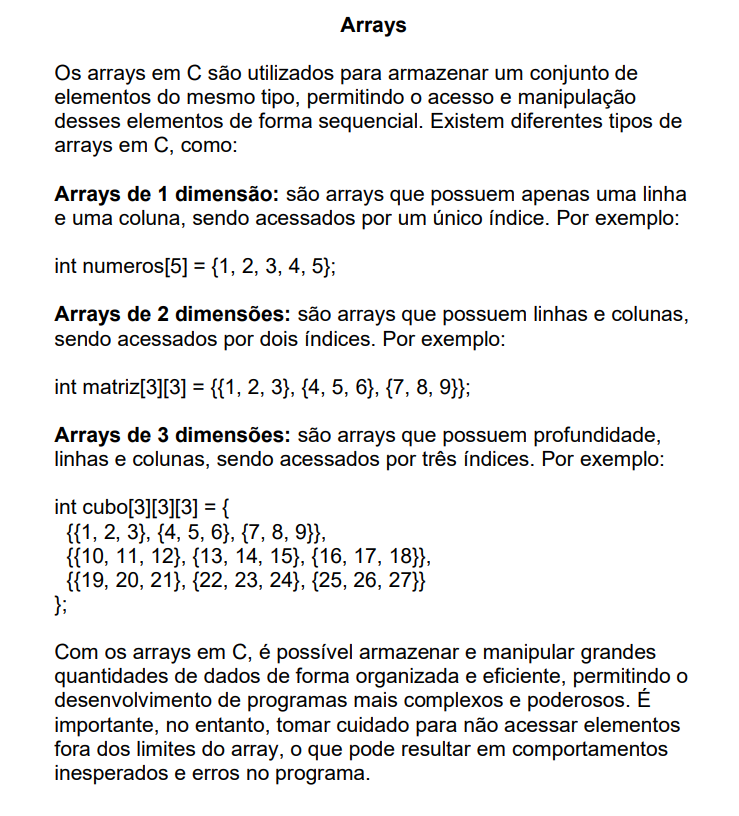 Arrays
Os arrays em C são utilizados para armazenar um conjunto de
elementos do mesmo tipo, permitindo o acesso e manipulação
desses elementos de forma sequencial. Existem diferentes tipos de
arrays em C, como:
Arrays de 1 dimensão: são arrays que possuem apenas uma linha
e uma coluna, sendo acessados por um único índice. Por exemplo:
int numeros[5] = {1, 2, 3, 4, 5};
Arrays de 2 dimensões: são arrays que possuem linhas e colunas,
sendo acessados por dois índices. Por exemplo:
int matriz[3][3] = {{1, 2, 3}, {4, 5, 6}, {7, 8, 9}};
Arrays de 3 dimensões: são arrays que possuem profundidade,
linhas e colunas, sendo acessados por três índices. Por exemplo:
int cubo[3][3][3] = {
{{1, 2, 3}, {4, 5, 6}, {7, 8, 9}},
{{10, 11, 12}, {13, 14, 15}, {16, 17, 18}},
{{19, 20, 21}, {22, 23, 24}, {25, 26, 27}}
};
Com os arrays em C, é possível armazenar e manipular grandes
quantidades de dados de forma organizada e eficiente, permitindo o
desenvolvimento de programas mais complexos e poderosos. É
importante, no entanto, tomar cuidado para não acessar elementos
fora dos limites do array, o que pode resultar em comportamentos
inesperados e erros no programa.